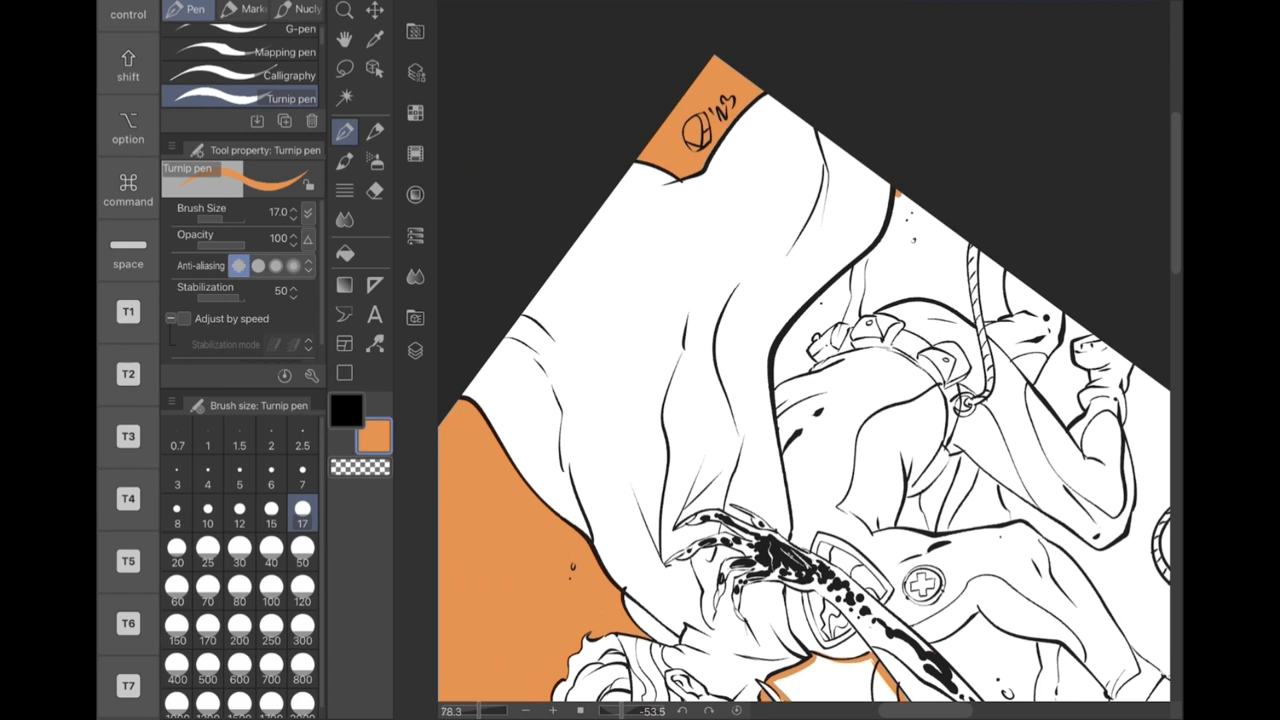 control
shift
option
command
space
T1
T2
T3
T4
T5
T6
T7
Pen
Mark
Nucly
G-pen
Mapping pen
Calligraphy
Turnip pen
Tool property: Turnip pen
Turnip pen
Brush Size 17.0
Opacity 100
Anti-aliasing
Stabilization 50
Adjust by speed
Stabilization mode
Brush size: Turnip pen
0.7 1 1.5 2 2.5
3 4 5 6 7
8 10 12 15 17
20 25 30 40 50
60 70 80 100 120
150 170 200 250 300
400 500 600 700 800
A
'23
78.3 -53.5